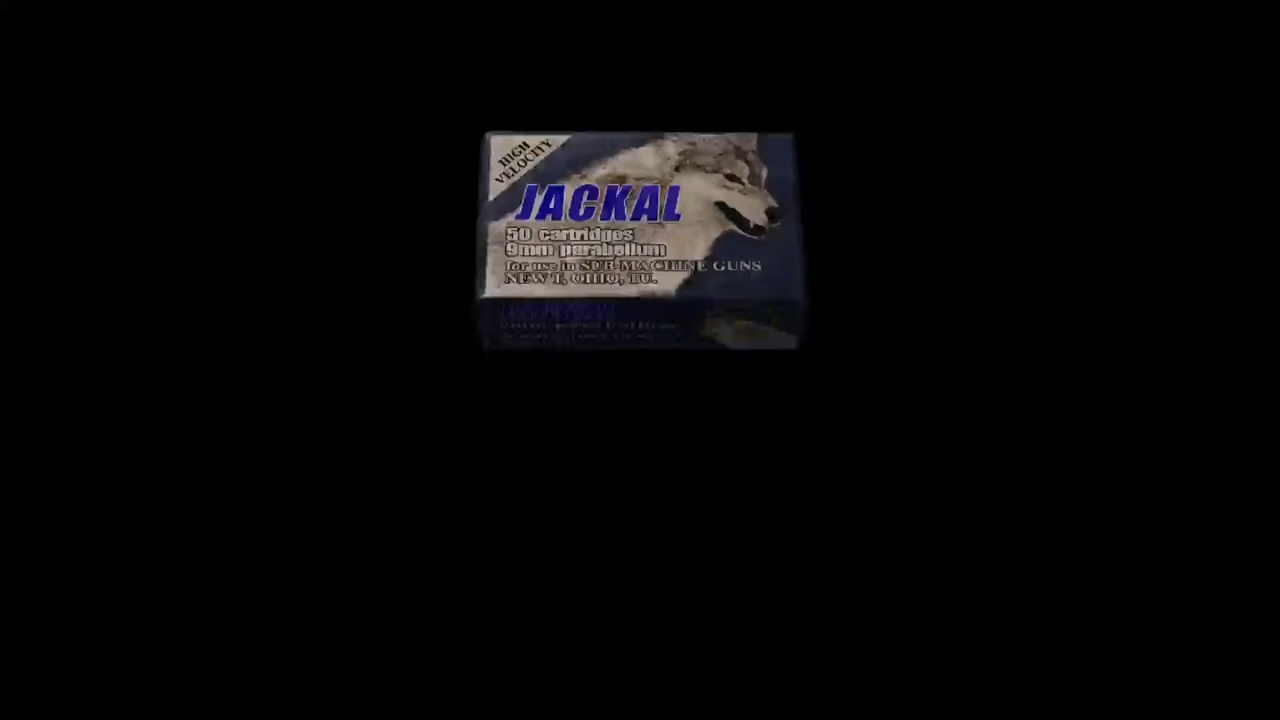 HIGH
VELOCITY
JACKAL
50 cartridges
9mm parabellum
for use in SUB-MACHINE GUNS
NEW T, OHIO, TU.